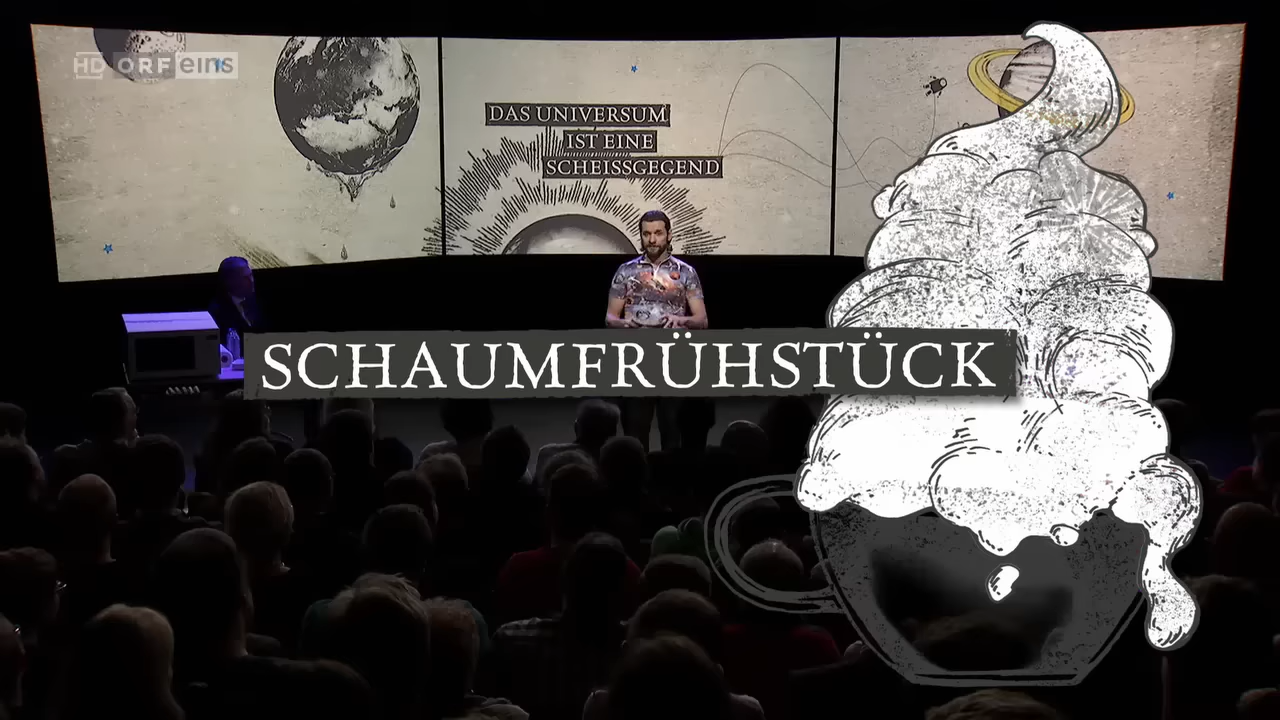 HD ORF eins
DAS UNIVERSUM
IST EINE
SCHEISSGEGEND
SCHAUMFRÜHSTÜCK